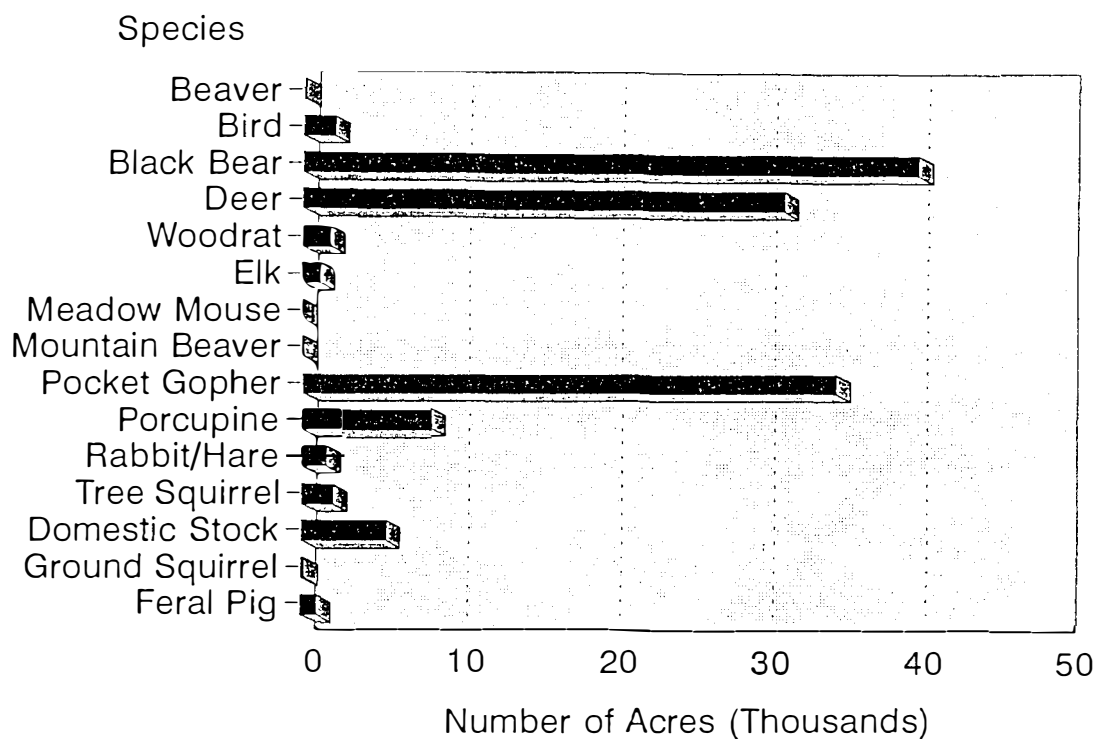 Species
Beaver
Bird
Black Bear
Deer
Woodrat
Elk
Meadow Mouse
Mountain Beaver
Pocket Gopher
Porcupine
Rabbit/Hare
Tree Squirrel
Domestic Stock
Ground Squirrel
Feral Pig
0 10 20 30 40 50
Number of Acres (Thousands)